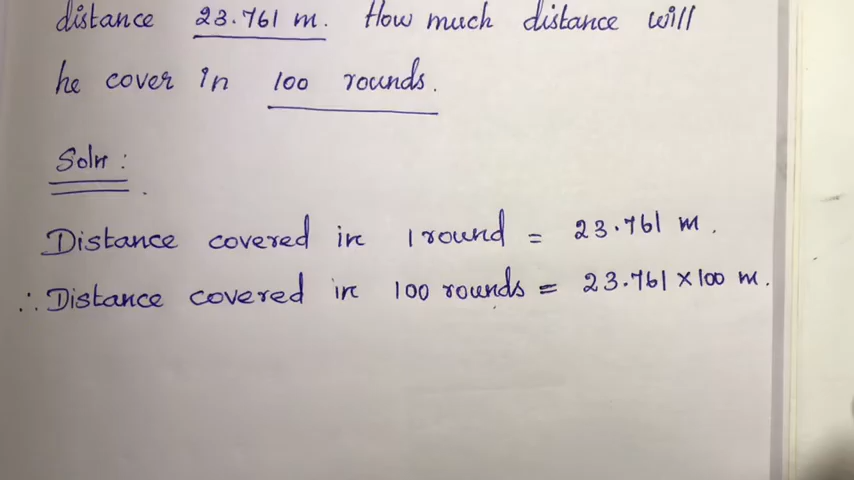 distance 23.761 m. How much distance will
he cover in 100 rounds.
Soln :
Distance covered in 1 round = 23.761 m.
∴ Distance covered in 100 rounds = 23.761 × 100 m.